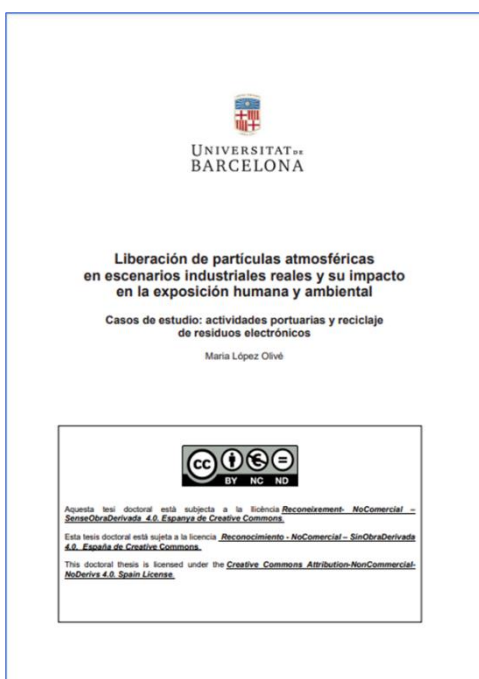 UNIVERSITAT DE
BARCELONA
Liberación de partículas atmosféricas
en escenarios industriales reales y su impacto
en la exposición humana y ambiental
Casos de estudio: actividades portuarias y reciclaje
de residuos electrónicos
Maria López Olivé
cc
BY NC ND
Aquesta tesi doctoral està subjecta a la llicència Reconeixement- NoComercial –
SenseObraDerivada 4.0. Espanya de Creative Commons.
Esta tesis doctoral está sujeta a la licencia Reconocimiento - NoComercial – SinObraDerivada
4.0. España de Creative Commons.
This doctoral thesis is licensed under the Creative Commons Attribution-NonCommercial-
NoDerivs 4.0. Spain License.